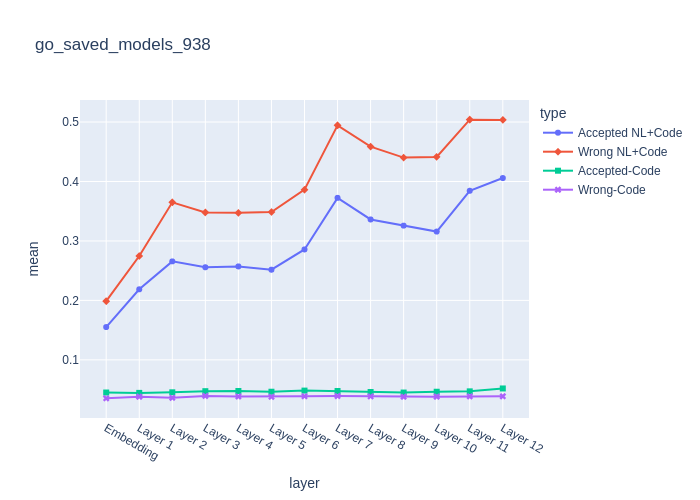 go_saved_models_938
type
Accepted NL+Code
Wrong NL+Code
Accepted-Code
Wrong-Code
mean
0.5
0.4
0.3
0.2
0.1
Embedding
Layer 1
Layer 2
Layer 3
Layer 4
Layer 5
Layer 6
Layer 7
Layer 8
Layer 9
Layer 10
Layer 11
Layer 12
layer